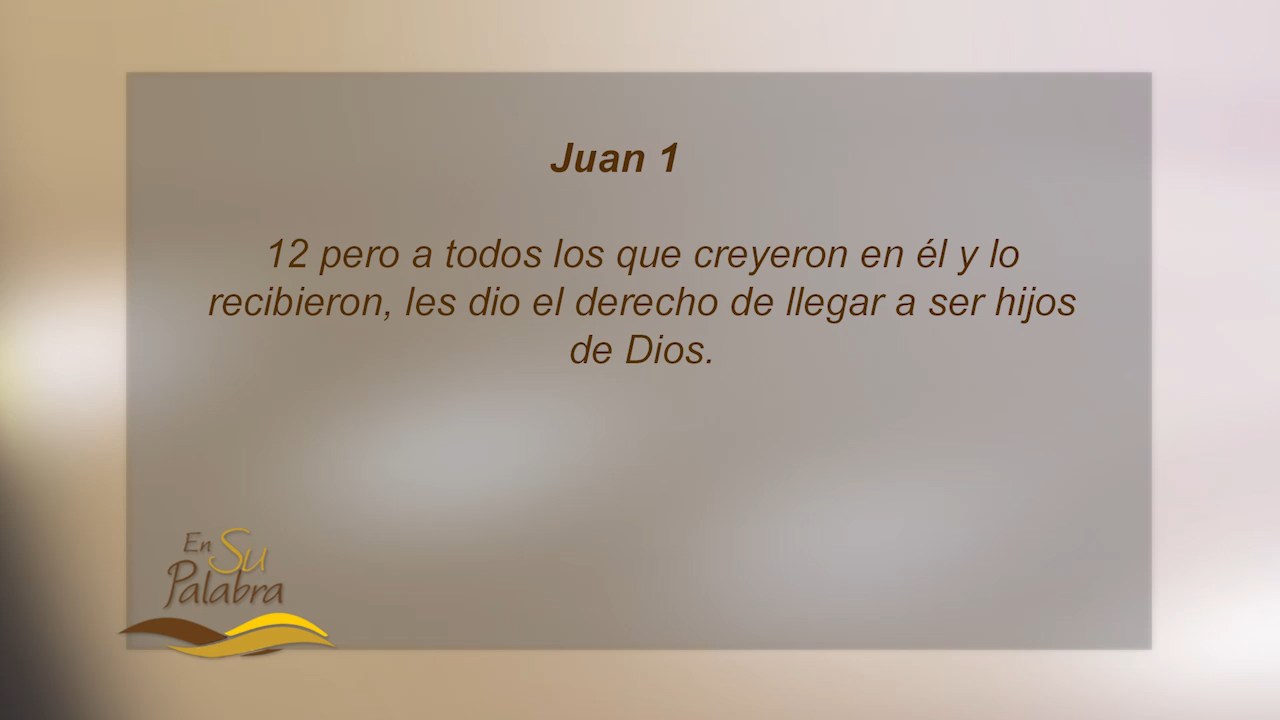 Juan 1
12 pero a todos los que creyeron en él y lo
recibieron, les dio el derecho de llegar a ser hijos
de Dios.
En Su
Palabra